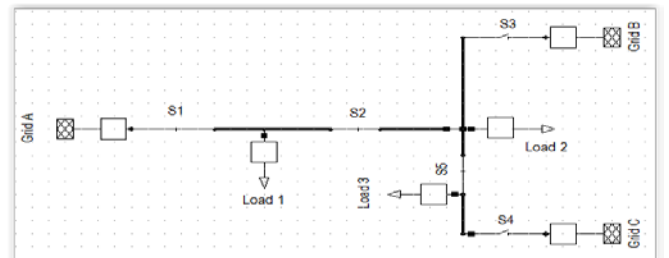 S3
Grid B
S1
S2
Grid A
Load 2
S5
Load 3
Load 1
S4
Grid C